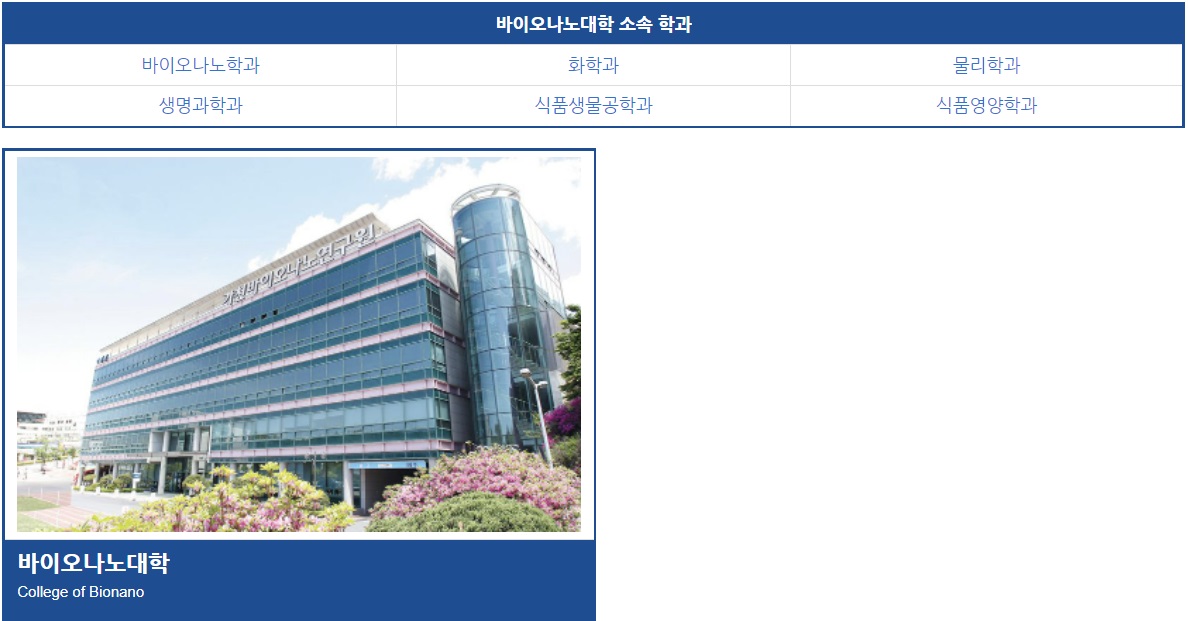 바이오나노대학 소속 학과
바이오나노학과 화학과 물리학과
생명과학과 식품생물공학과 식품영양학과
가천바이오나노연구원
바이오나노대학
College of Bionano